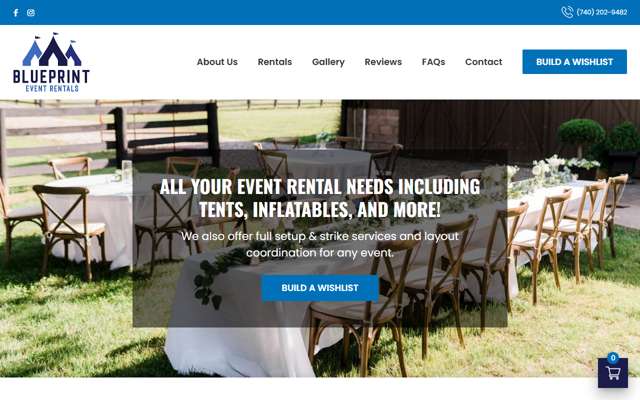 (740) 202-9482
BLUEPRINT
EVENT RENTALS
About Us
Rentals
Gallery
Reviews
FAQs
Contact
BUILD A WISHLIST
ALL YOUR EVENT RENTAL NEEDS INCLUDING
TENTS, INFLATABLES, AND MORE!
We also offer full setup & strike services and layout
coordination for any event.
BUILD A WISHLIST
0